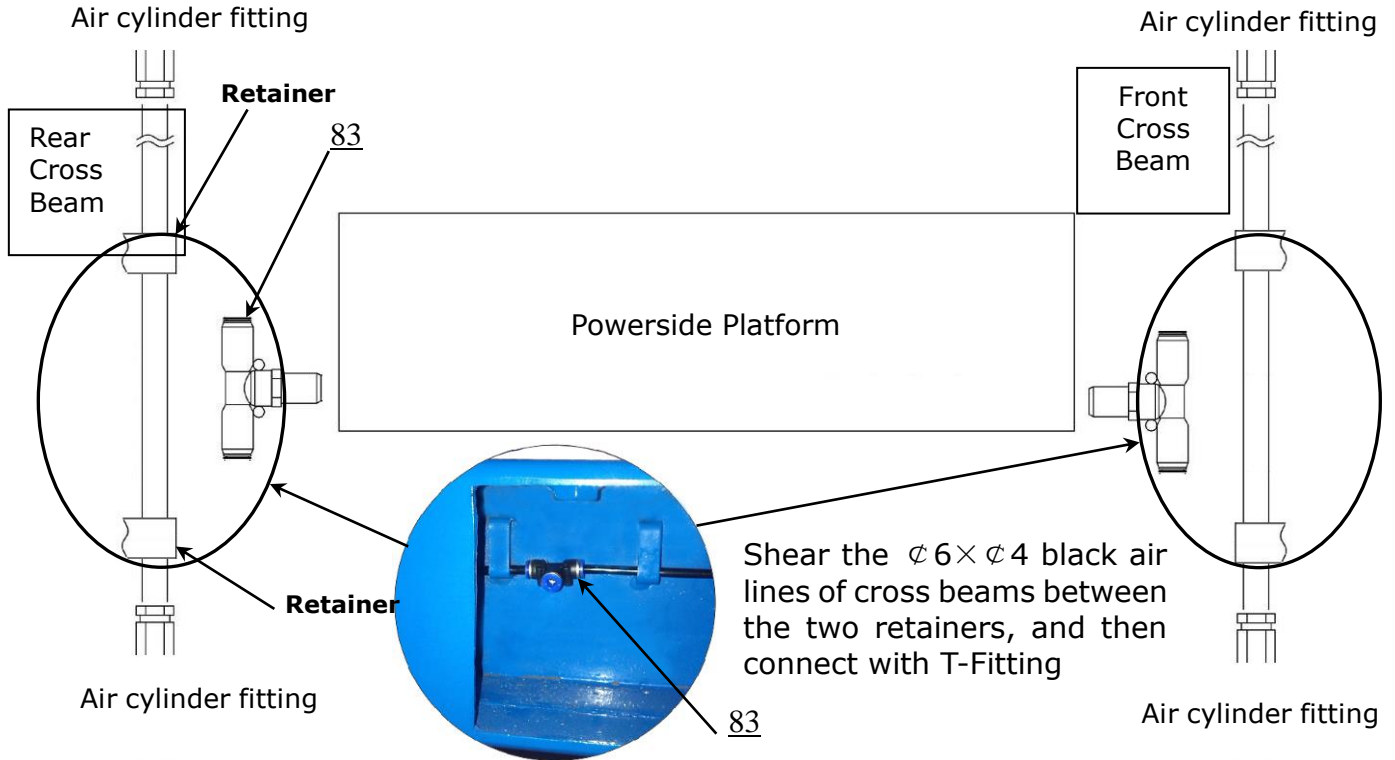 Air cylinder fitting
Air cylinder fitting
Retainer
83
Rear
Cross
Beam
Front
Cross
Beam
Powerside Platform
Shear the ￠6×￠4 black air
lines of cross beams between
the two retainers, and then
connect with T-Fitting
Retainer
83
Air cylinder fitting
Air cylinder fitting